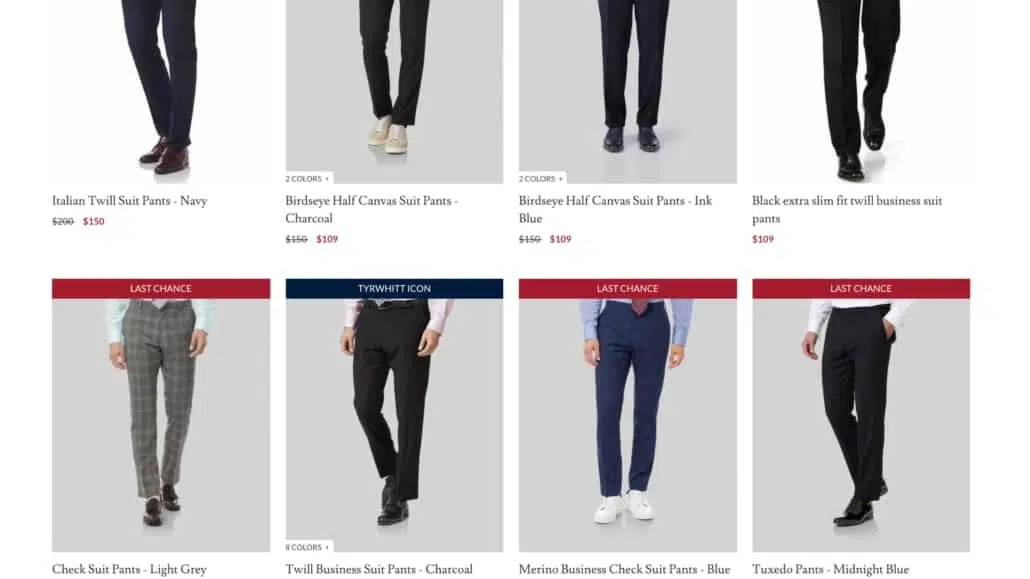 2 COLORS +
2 COLORS +
Italian Twill Suit Pants - Navy
$200 $150
Birdseye Half Canvas Suit Pants -
Charcoal
$150 $109
Birdseye Half Canvas Suit Pants - Ink
Blue
$150 $109
Black extra slim fit twill business suit
pants
$109
LAST CHANCE
TYRWHITT ICON
LAST CHANCE
LAST CHANCE
8 COLORS +
Check Suit Pants - Light Grey
Twill Business Suit Pants - Charcoal
Merino Business Check Suit Pants - Blue
Tuxedo Pants - Midnight Blue